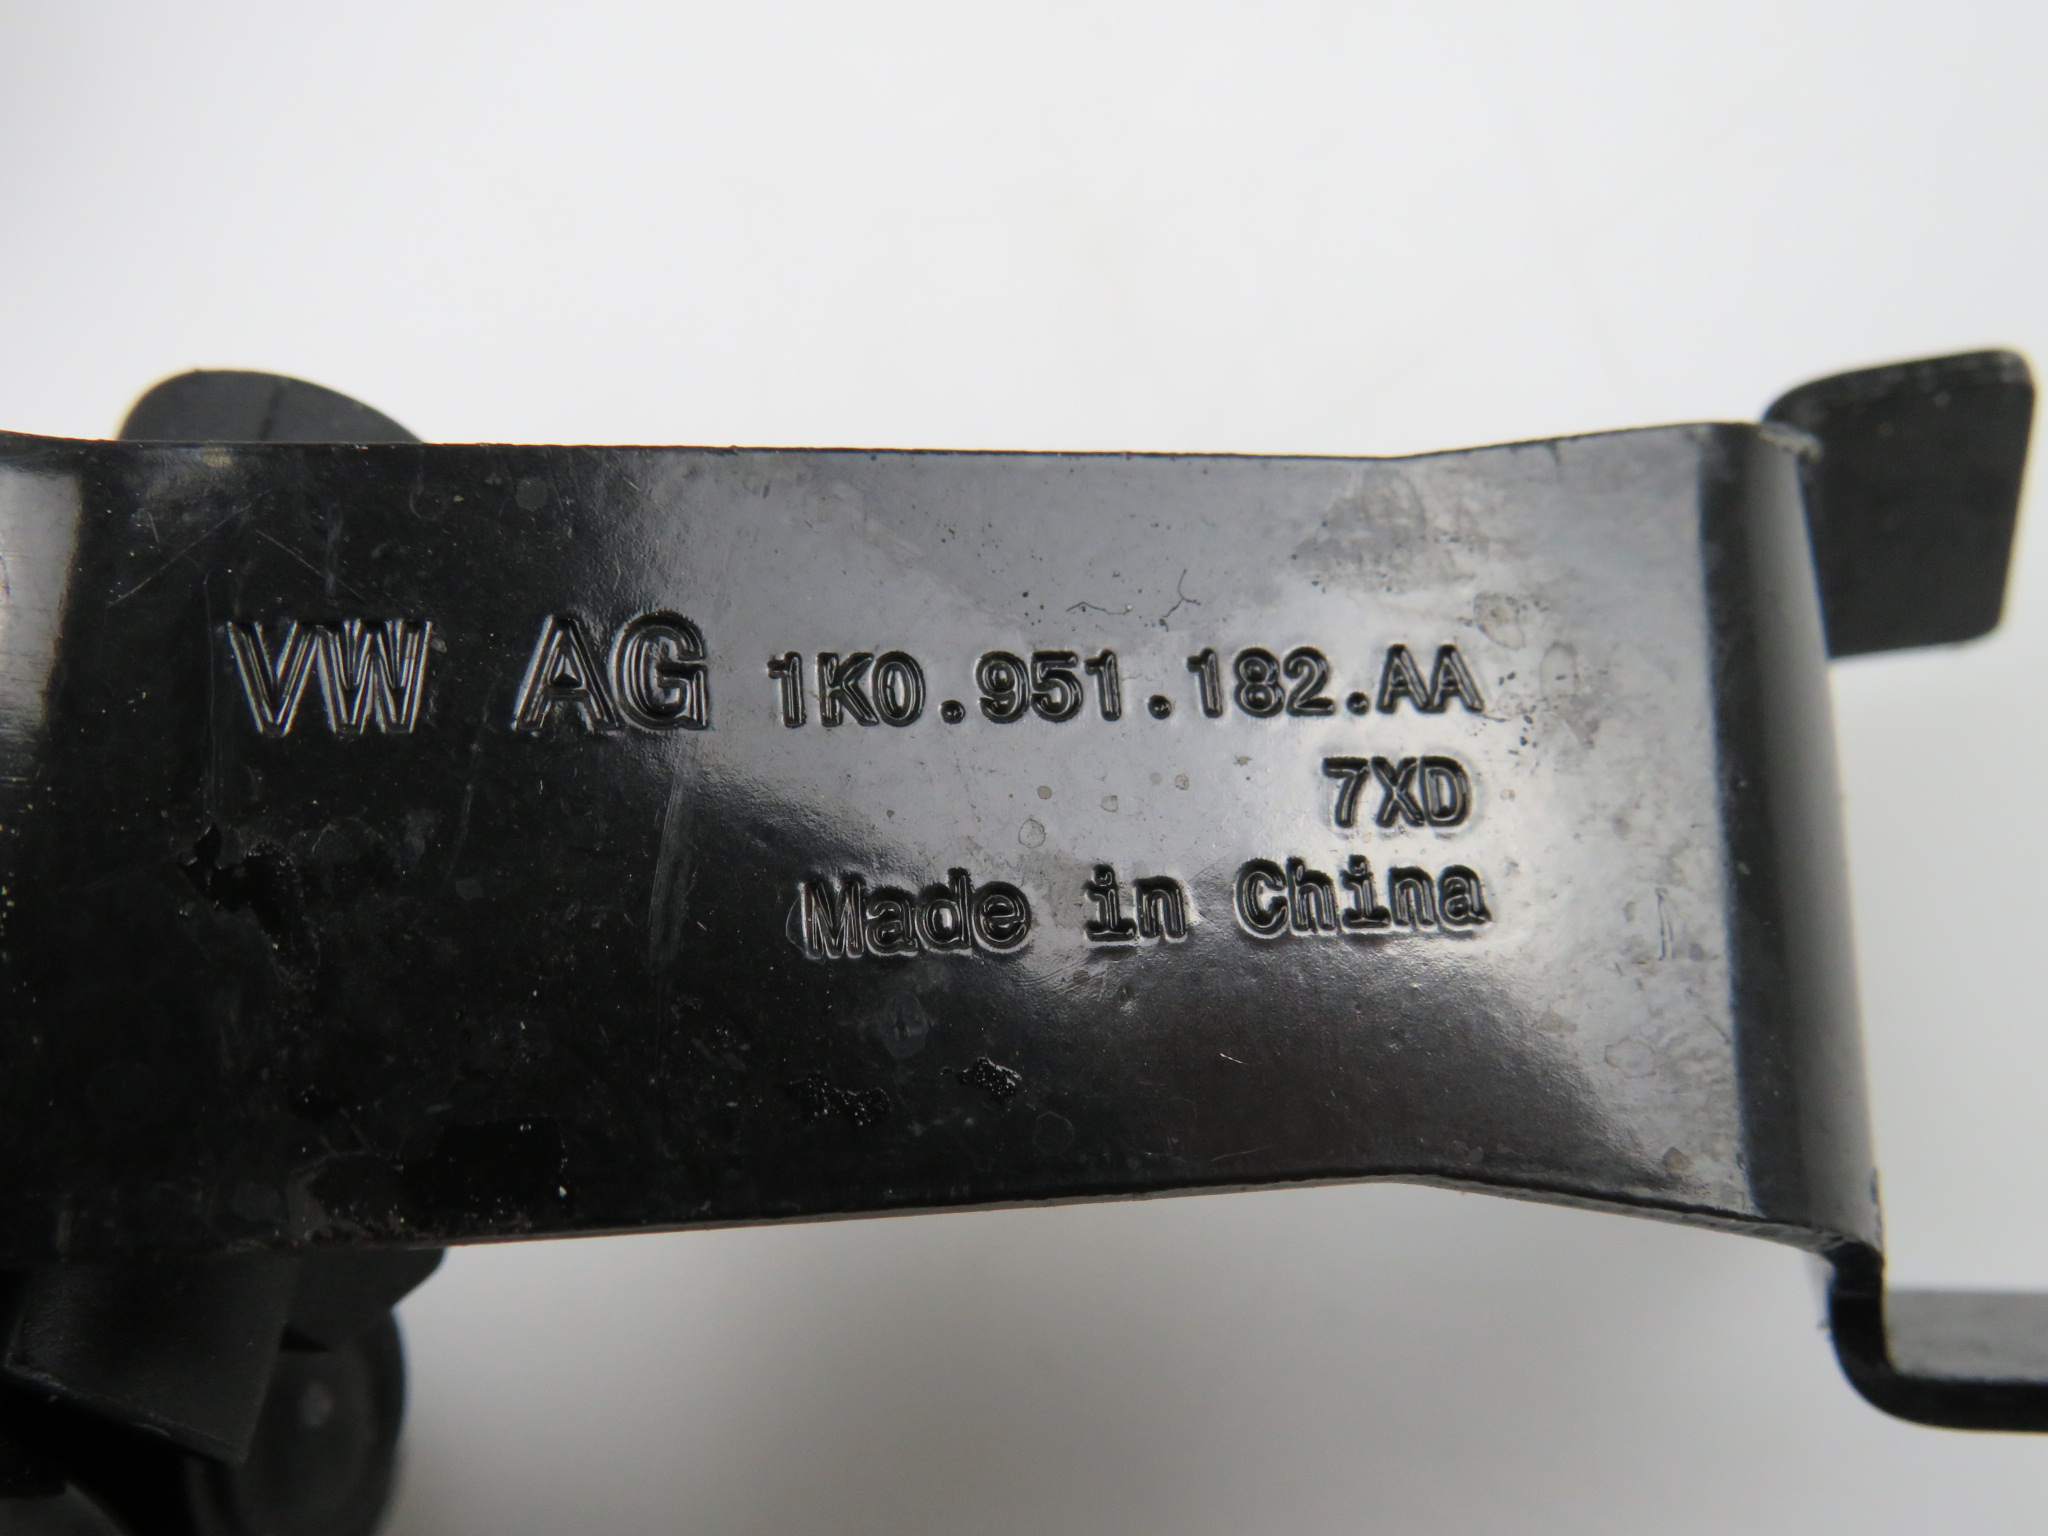 VW AG 1K0.951.182.AA
7XD
Made in China